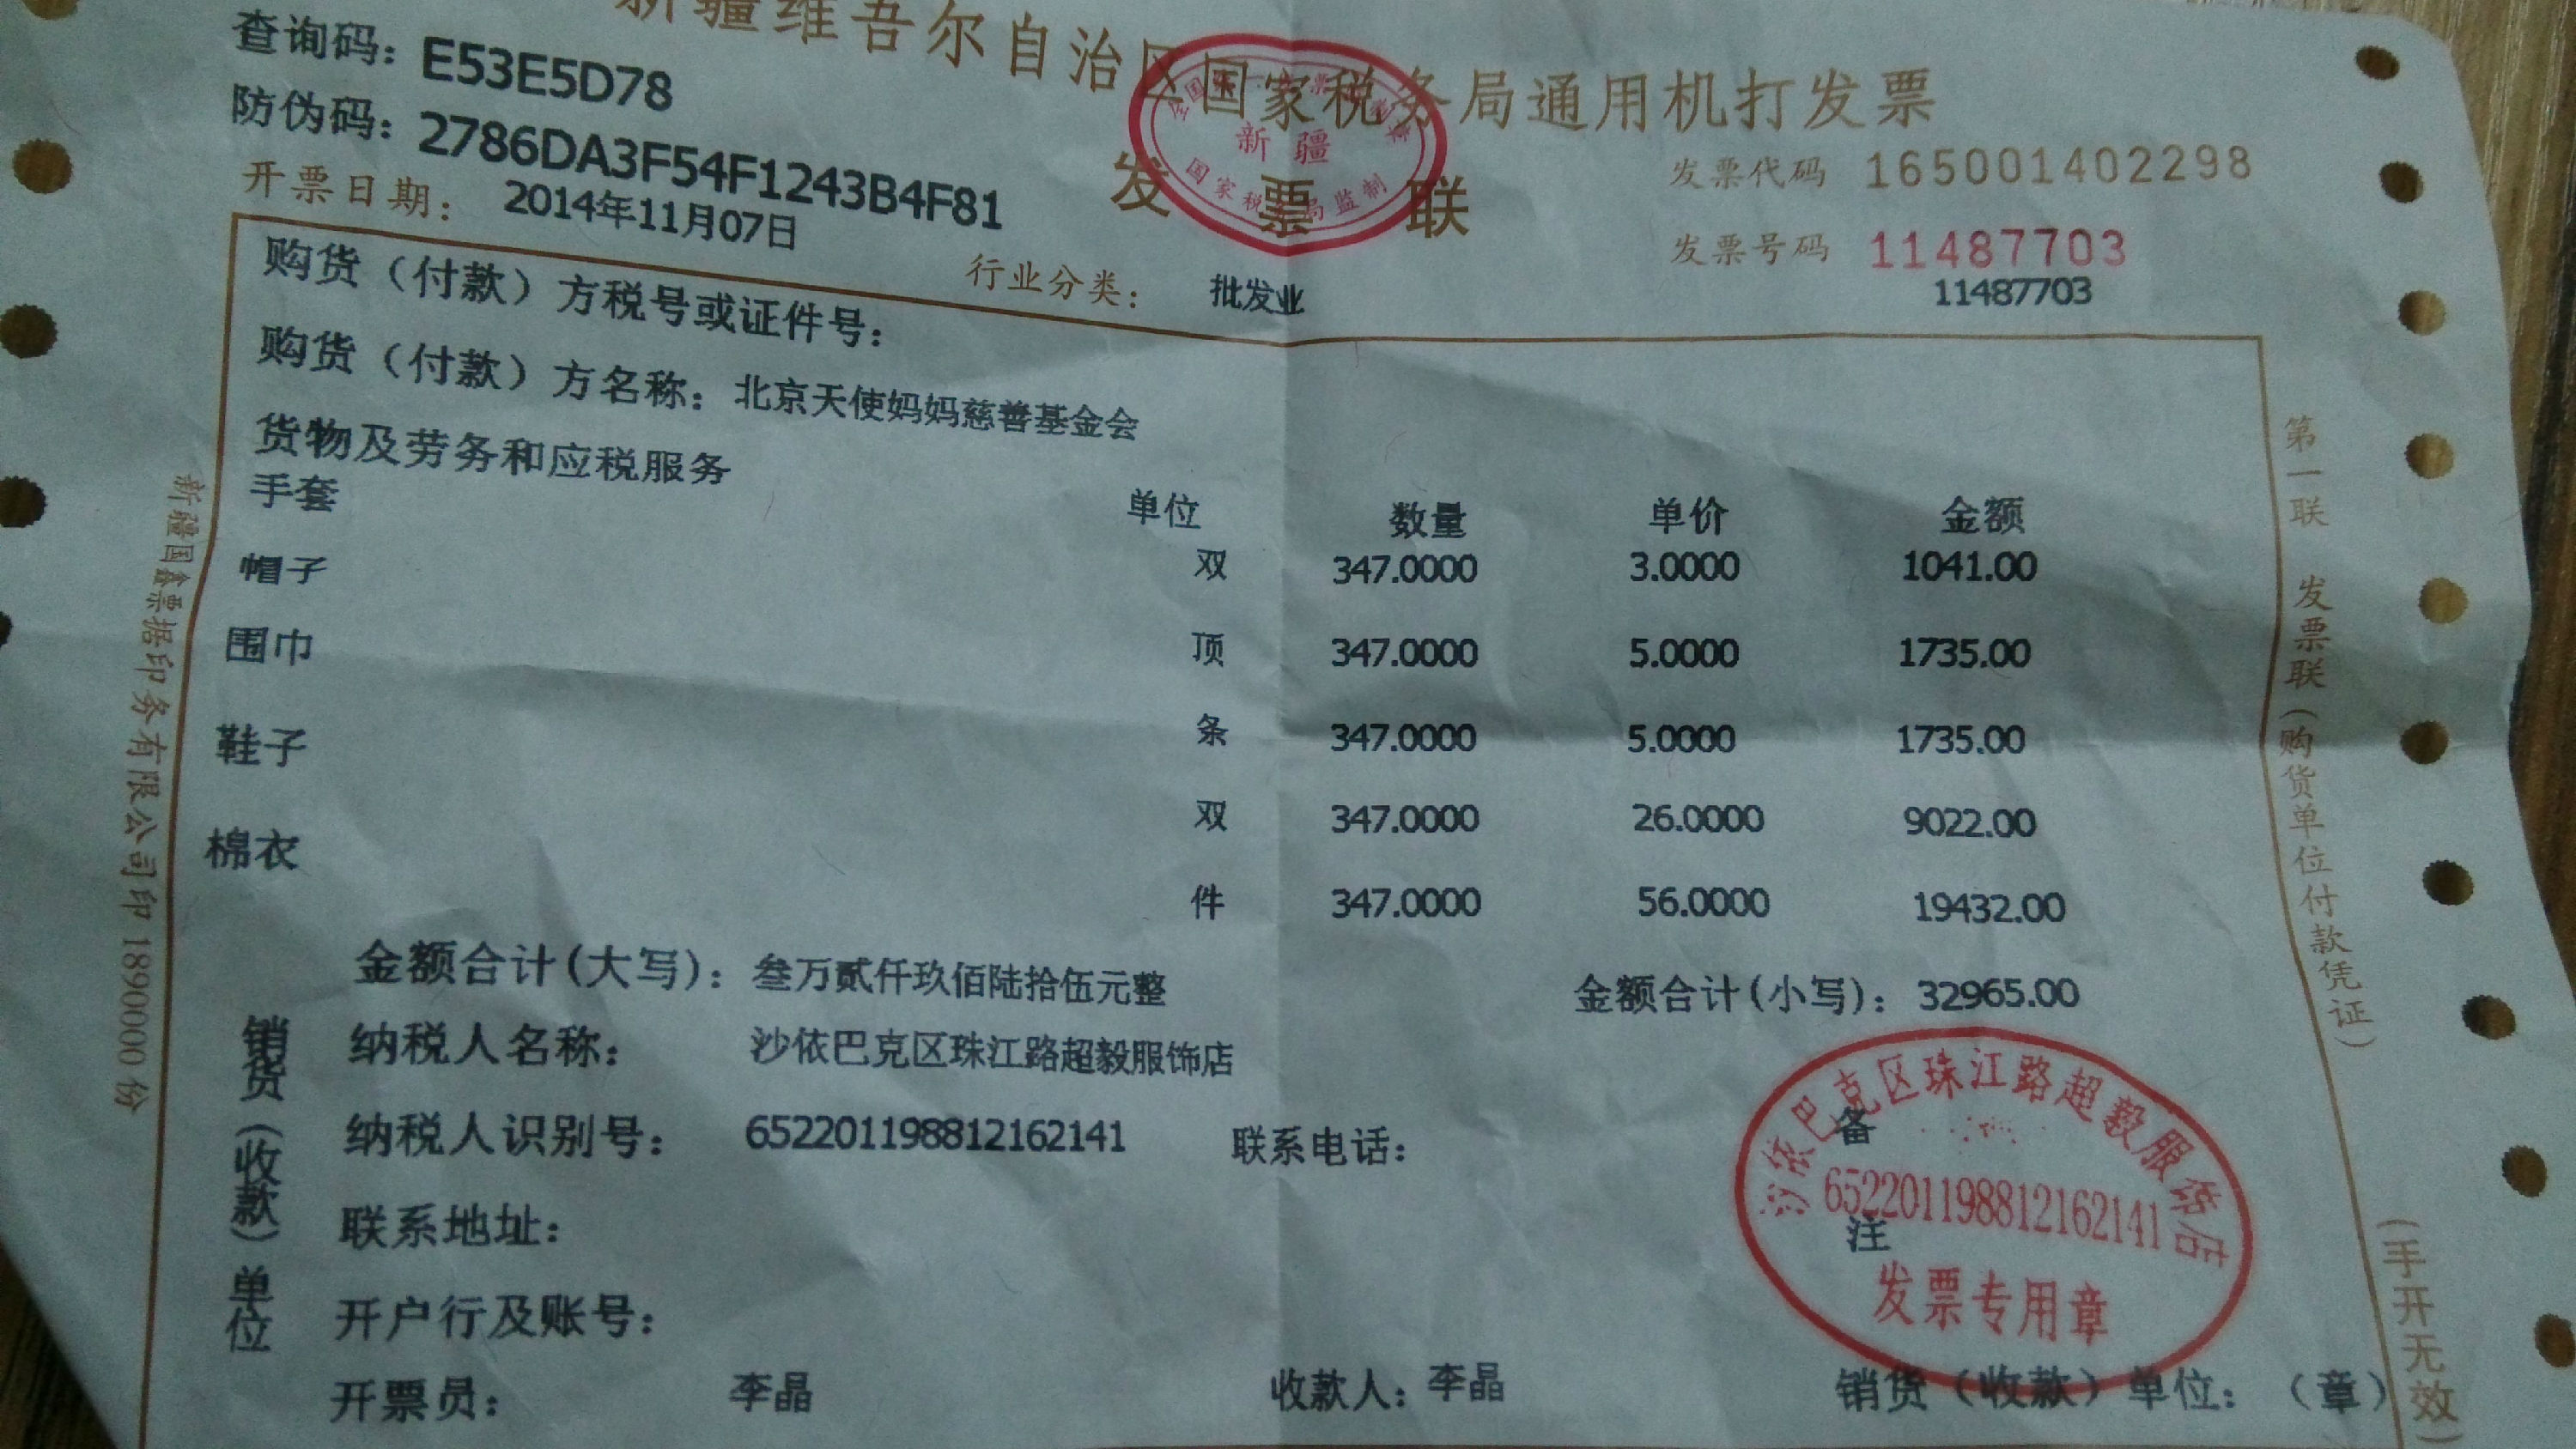 新疆维吾尔自治区国家税务局通用机打发票
查询码：E53E5D78
防伪码：2786DA3F54F1243B4F81
发票联
新疆
国家税务局监制
发票代码 165001402298
发票号码 11487703
11487703
开票日期：2014年11月07日
行业分类：批发业
购货（付款）方税号或证件号：
购货（付款）方名称：北京天使妈妈慈善基金会
货物及劳务和应税服务 单位 数量 单价 金额
手套 双 347.0000 3.0000 1041.00
帽子 顶 347.0000 5.0000 1735.00
围巾 条 347.0000 5.0000 1735.00
鞋子 双 347.0000 26.0000 9022.00
棉衣 件 347.0000 56.0000 19432.00
金额合计(大写)：叁万贰仟玖佰陆拾伍元整 金额合计(小写)：32965.00
销货(收款)单位
纳税人名称：沙依巴克区珠江路超毅服饰店
纳税人识别号：652201198812162141 联系电话：
联系地址：
开户行及账号：
备注
沙依巴克区珠江路超毅服饰店
652201198812162141
发票专用章
开票员：李晶 收款人：李晶 销货（收款）单位：（章）
新疆国鑫票据印务有限公司印 1890000 份
第一联 发票联(购货单位付款凭证)
(手开无效)